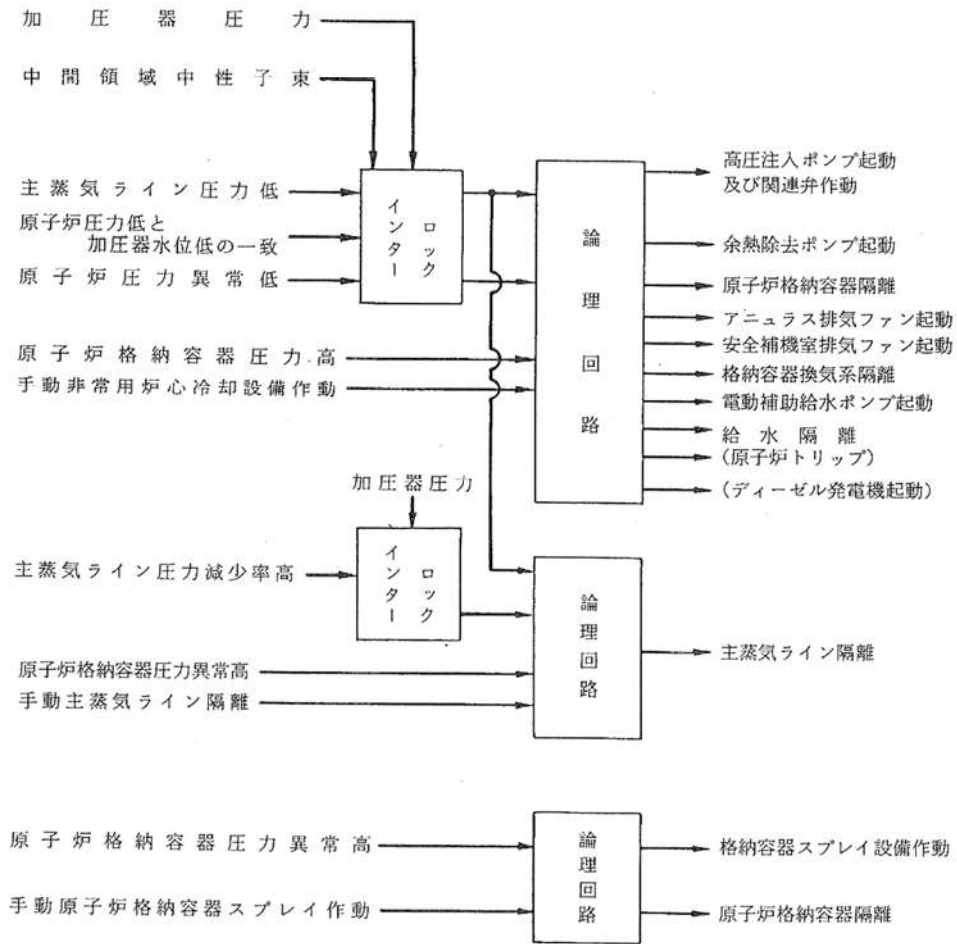 加圧器圧力
中間領域中性子束
主蒸気ライン圧力低
原子炉圧力低と
加圧器水位低の一致
原子炉圧力異常低
インター
ロック
原子炉格納容器圧力高
手動非常用炉心冷却設備作動
論理回路
高圧注入ポンプ起動
及び関連弁作動
余熱除去ポンプ起動
原子炉格納容器隔離
アニュラス排気ファン起動
安全補機室排気ファン起動
格納容器換気系隔離
電動補助給水ポンプ起動
給水隔離
(原子炉トリップ)
(ディーゼル発電機起動)
加圧器圧力
主蒸気ライン圧力減少率高
インター
ロック
原子炉格納容器圧力異常高
手動主蒸気ライン隔離
論理回路
主蒸気ライン隔離
原子炉格納容器圧力異常高
手動原子炉格納容器スプレイ作動
論理回路
格納容器スプレイ設備作動
原子炉格納容器隔離